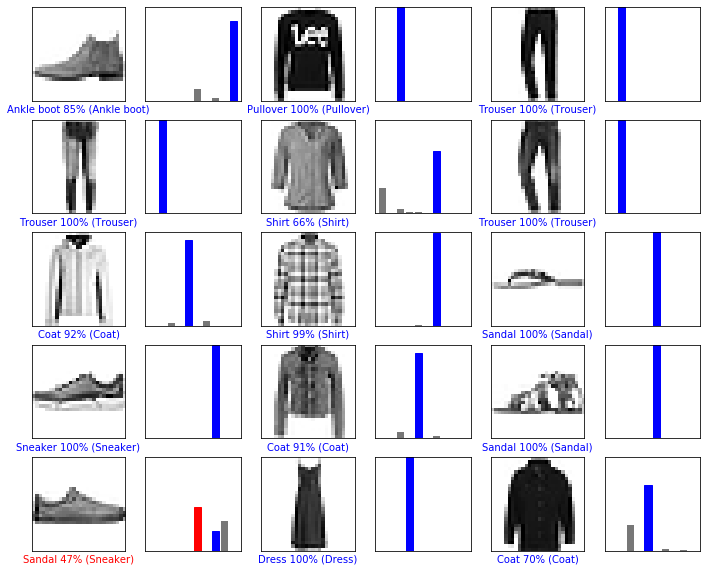 Lee
Ankle boot 85% (Ankle boot)
Pullover 100% (Pullover)
Trouser 100% (Trouser)
Trouser 100% (Trouser)
Shirt 66% (Shirt)
Trouser 100% (Trouser)
Coat 92% (Coat)
Shirt 99% (Shirt)
Sandal 100% (Sandal)
Sneaker 100% (Sneaker)
Coat 91% (Coat)
Sandal 100% (Sandal)
Sandal 47% (Sneaker)
Dress 100% (Dress)
Coat 70% (Coat)